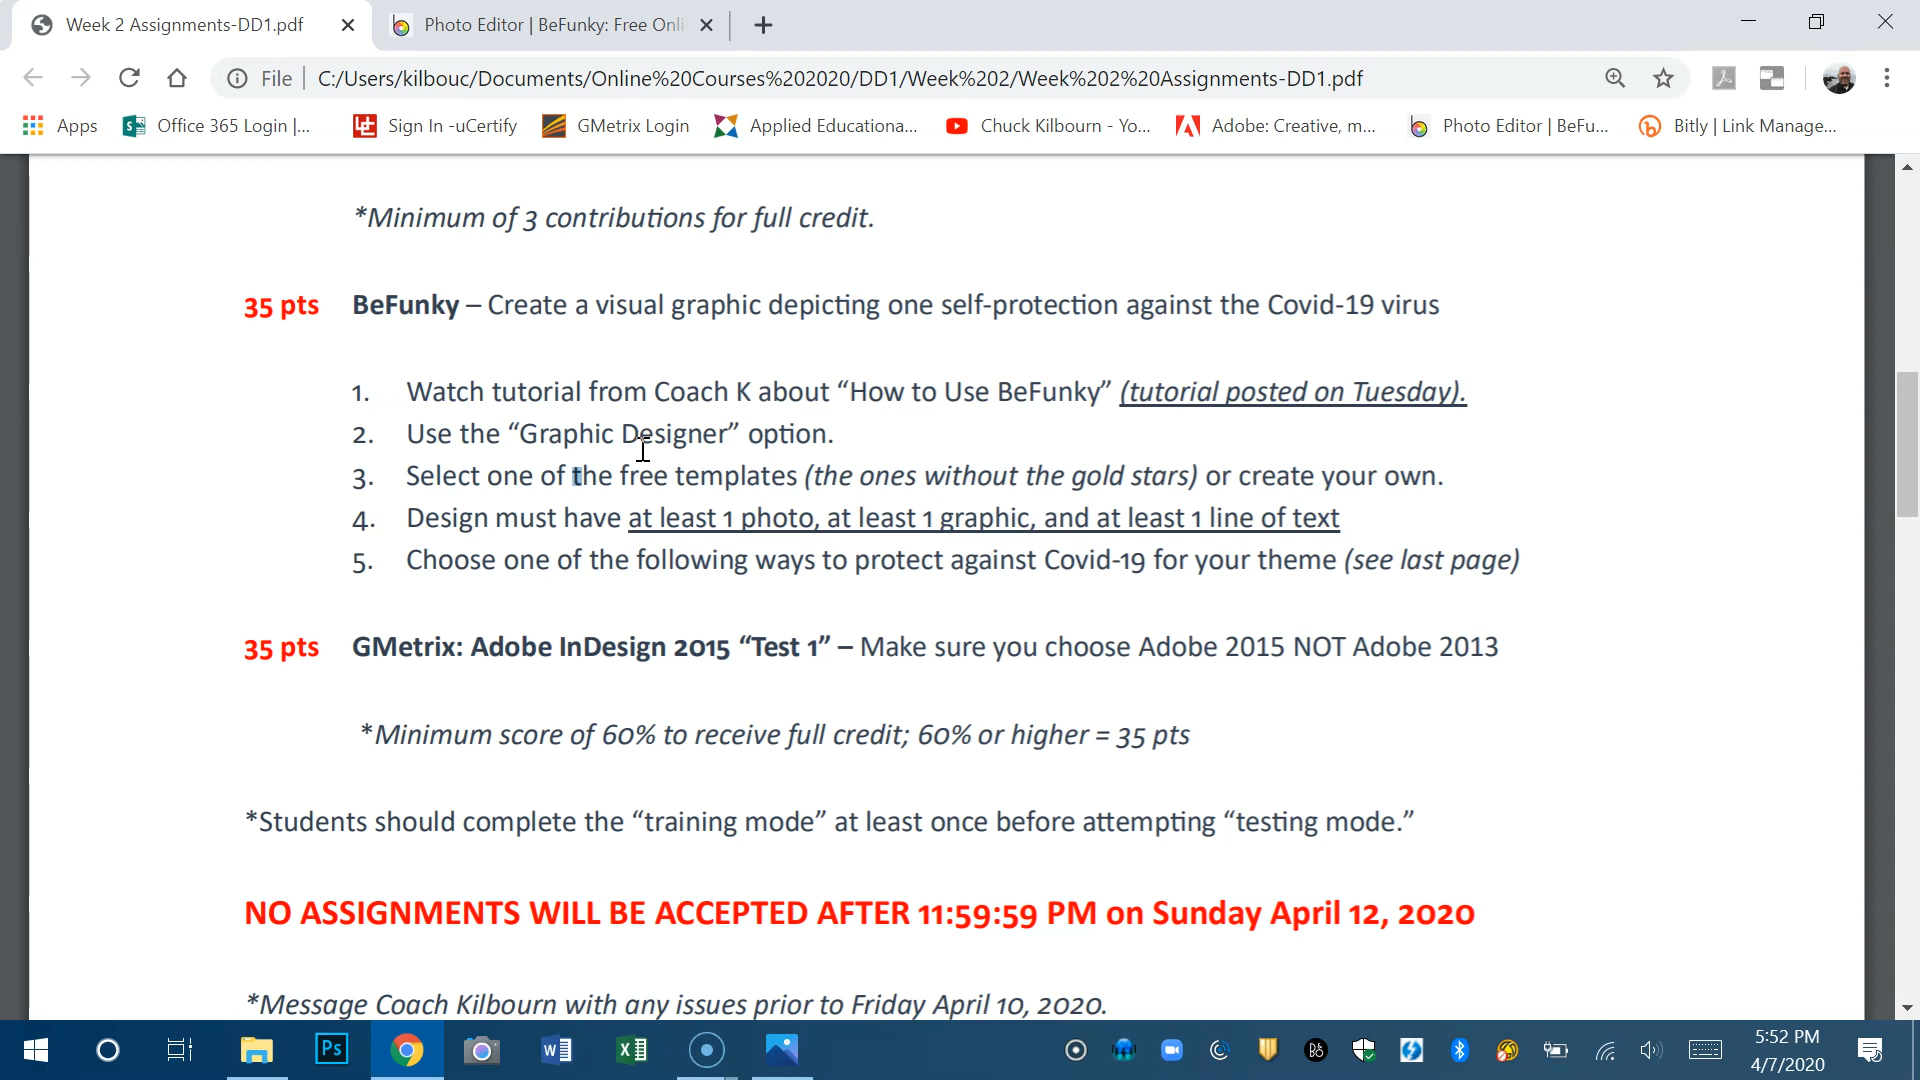 Week 2 Assignments-DD1.pdf
Photo Editor | BeFunky: Free Onli
File
C:/Users/kilbouc/Documents/Online%20Courses%202020/DD1/Week%202/Week%202%20Assignments-DD1.pdf
Apps
Office 365 Login |...
Sign In -uCertify
GMetrix Login
Applied Educationa...
Chuck Kilbourn - Yo...
Adobe: Creative, m...
Photo Editor | BeFu...
Bitly | Link Manage...
*Minimum of 3 contributions for full credit.
35 pts BeFunky – Create a visual graphic depicting one self-protection against the Covid-19 virus
1. Watch tutorial from Coach K about “How to Use BeFunky” (tutorial posted on Tuesday).
2. Use the “Graphic Designer” option.
3. Select one of the free templates (the ones without the gold stars) or create your own.
4. Design must have at least 1 photo, at least 1 graphic, and at least 1 line of text
5. Choose one of the following ways to protect against Covid-19 for your theme (see last page)
35 pts GMetrix: Adobe InDesign 2015 “Test 1” – Make sure you choose Adobe 2015 NOT Adobe 2013
*Minimum score of 60% to receive full credit; 60% or higher = 35 pts
*Students should complete the “training mode” at least once before attempting “testing mode.”
NO ASSIGNMENTS WILL BE ACCEPTED AFTER 11:59:59 PM on Sunday April 12, 2020
*Message Coach Kilbourn with any issues prior to Friday April 10, 2020.
Ps
5:52 PM
4/7/2020